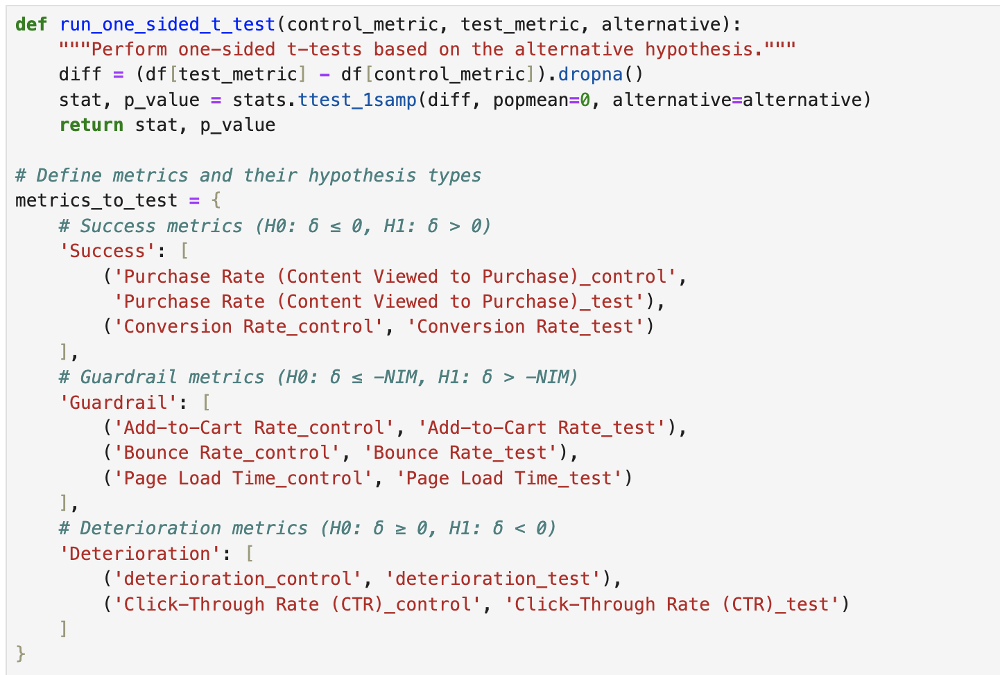 def run_one_sided_t_test(control_metric, test_metric, alternative):
    """Perform one-sided t-tests based on the alternative hypothesis."""
    diff = (df[test_metric] - df[control_metric]).dropna()
    stat, p_value = stats.ttest_1samp(diff, popmean=0, alternative=alternative)
    return stat, p_value

# Define metrics and their hypothesis types
metrics_to_test = {
    # Success metrics (H0: δ ≤ 0, H1: δ > 0)
    'Success': [
        ('Purchase Rate (Content Viewed to Purchase)_control',
         'Purchase Rate (Content Viewed to Purchase)_test'),
        ('Conversion Rate_control', 'Conversion Rate_test')
    ],
    # Guardrail metrics (H0: δ ≤ -NIM, H1: δ > -NIM)
    'Guardrail': [
        ('Add-to-Cart Rate_control', 'Add-to-Cart Rate_test'),
        ('Bounce Rate_control', 'Bounce Rate_test'),
        ('Page Load Time_control', 'Page Load Time_test')
    ],
    # Deterioration metrics (H0: δ ≥ 0, H1: δ < 0)
    'Deterioration': [
        ('deterioration_control', 'deterioration_test'),
        ('Click-Through Rate (CTR)_control', 'Click-Through Rate (CTR)_test')
    ]
}